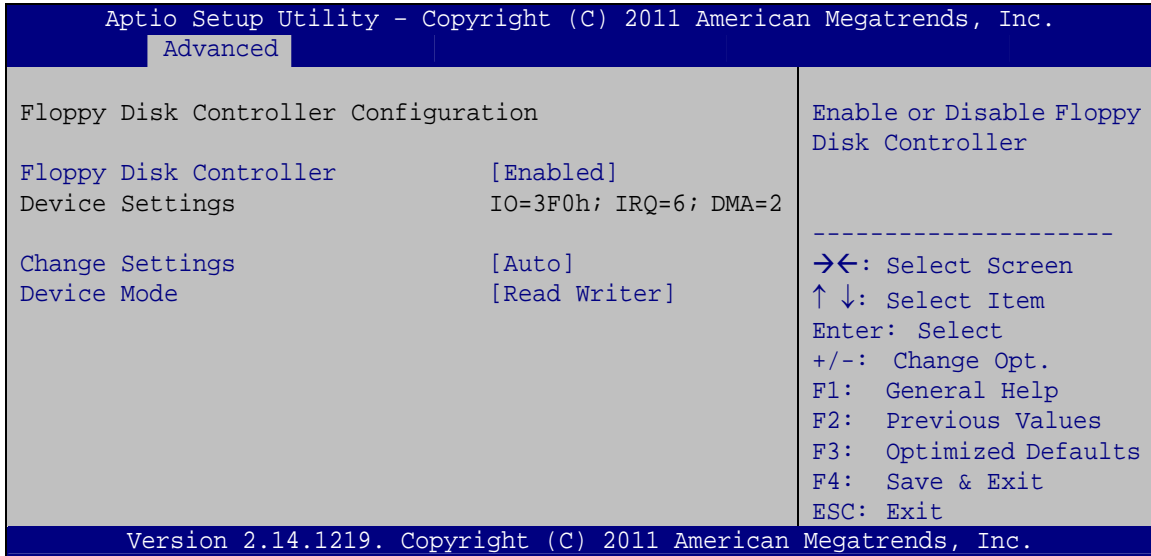 Aptio Setup Utility – Copyright (C) 2011 American Megatrends, Inc.
Advanced
Floppy Disk Controller Configuration
Floppy Disk Controller [Enabled]
Device Settings IO=3F0h; IRQ=6; DMA=2
Change Settings [Auto]
Device Mode [Read Writer]
Enable or Disable Floppy
Disk Controller
---------------------
→←: Select Screen
↑ ↓: Select Item
Enter: Select
+/-: Change Opt.
F1: General Help
F2: Previous Values
F3: Optimized Defaults
F4: Save & Exit
ESC: Exit
Version 2.14.1219. Copyright (C) 2011 American Megatrends, Inc.